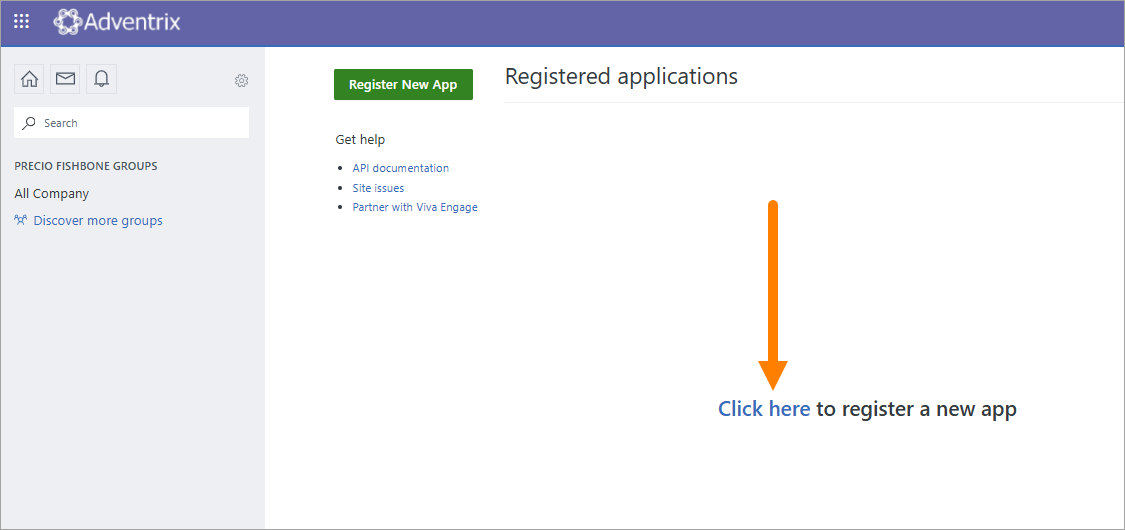 Adventrix
Search
PRECIO FISHBONE GROUPS
All Company
Discover more groups
Register New App
Get help
API documentation
Site issues
Partner with Viva Engage
Registered applications
Click here to register a new app